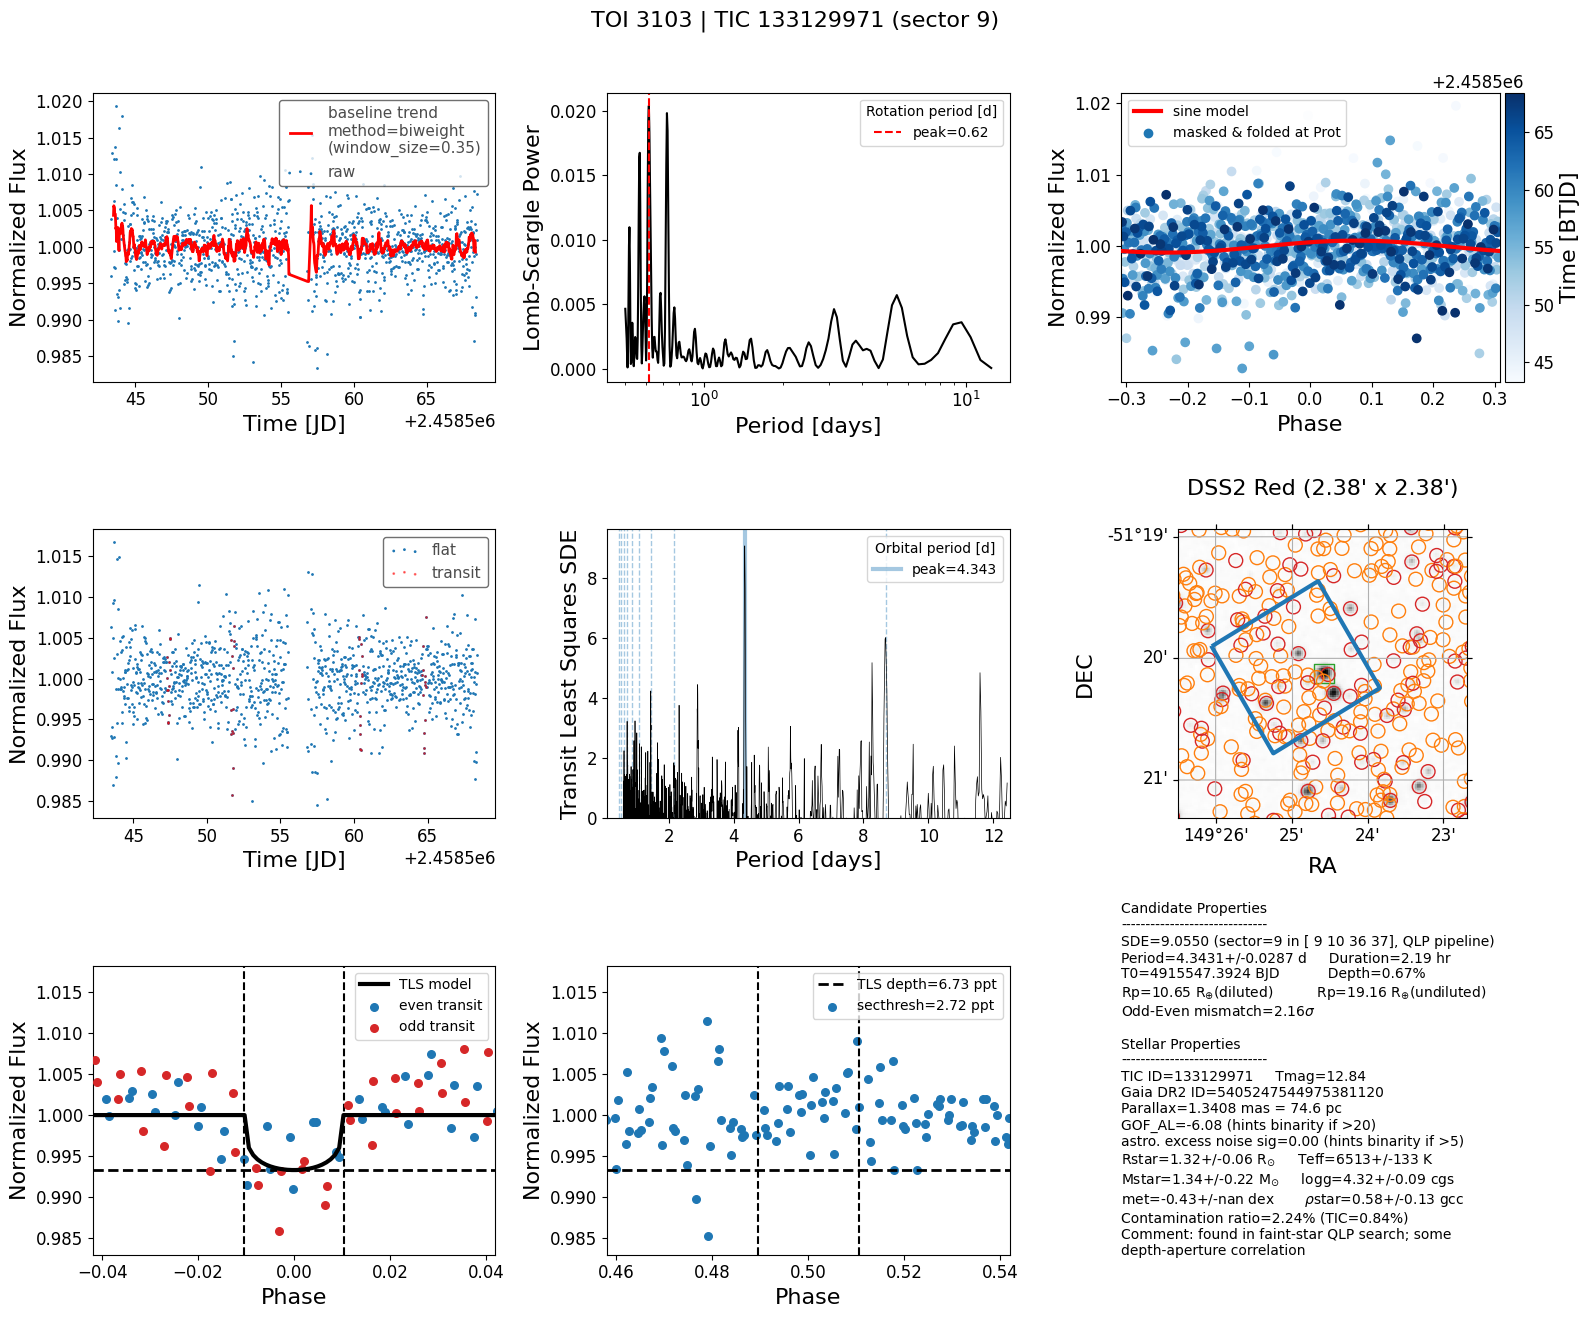 TOI 3103 | TIC 133129971 (sector 9)
baseline trend
method=biweight
(window_size=0.35)
raw
1.020
1.015
1.010
1.005
1.000
0.995
0.990
0.985
Normalized Flux
45
50
55
60
65
Time [JD]
+2.4585e6
Rotation period [d]
peak=0.62
0.020
0.015
0.010
0.005
0.000
Lomb-Scargle Power
10⁰
10¹
Period [days]
+2.4585e6
sine model
masked & folded at Prot
1.02
1.01
1.00
0.99
Normalized Flux
−0.3
−0.2
−0.1
0.0
0.1
0.2
0.3
Phase
65
60
55
50
45
Time [BTJD]
flat
transit
1.015
1.010
1.005
1.000
0.995
0.990
0.985
Normalized Flux
45
50
55
60
65
Time [JD]
+2.4585e6
Orbital period [d]
peak=4.343
8
6
4
2
0
Transit Least Squares SDE
2
4
6
8
10
12
Period [days]
DSS2 Red (2.38' x 2.38')
-51°19'
20'
21'
DEC
149°26'
25'
24'
23'
RA
TLS model
even transit
odd transit
1.015
1.010
1.005
1.000
0.995
0.990
0.985
Normalized Flux
−0.04
−0.02
0.00
0.02
0.04
Phase
TLS depth=6.73 ppt
secthresh=2.72 ppt
1.015
1.010
1.005
1.000
0.995
0.990
0.985
Normalized Flux
0.46
0.48
0.50
0.52
0.54
Phase
Candidate Properties
------------------------------
SDE=9.0550 (sector=9 in [ 9 10 36 37], QLP pipeline)
Period=4.3431+/-0.0287 d Duration=2.19 hr
T0=4915547.3924 BJD Depth=0.67%
Rp=10.65 R⊕(diluted) Rp=19.16 R⊕(undiluted)
Odd-Even mismatch=2.16σ
Stellar Properties
------------------------------
TIC ID=133129971 Tmag=12.84
Gaia DR2 ID=5405247544975381120
Parallax=1.3408 mas = 74.6 pc
GOF_AL=-6.08 (hints binarity if >20)
astro. excess noise sig=0.00 (hints binarity if >5)
Rstar=1.32+/-0.06 R☉ Teff=6513+/-133 K
Mstar=1.34+/-0.22 M☉ logg=4.32+/-0.09 cgs
met=-0.43+/-nan dex ρstar=0.58+/-0.13 gcc
Contamination ratio=2.24% (TIC=0.84%)
Comment: found in faint-star QLP search; some
depth-aperture correlation